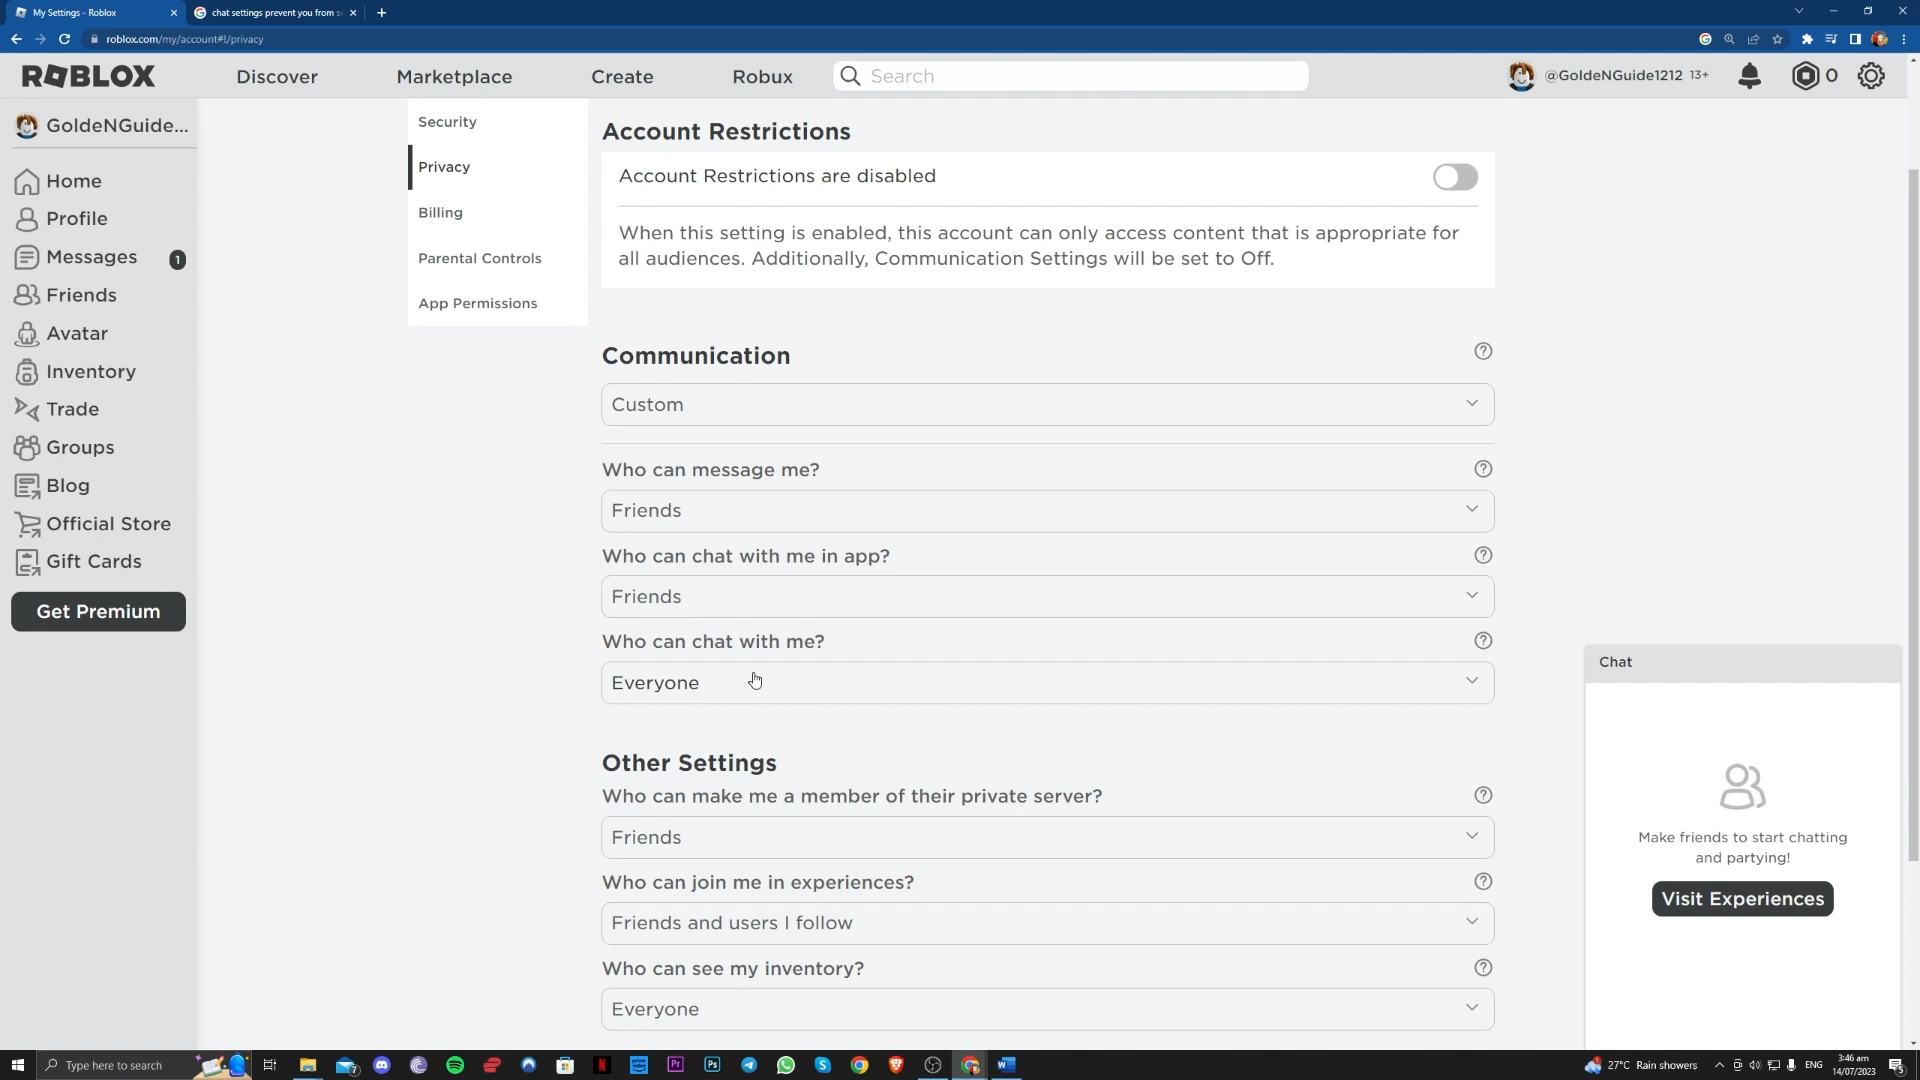 My Settings - Roblox
chat settings prevent you from s
roblox.com/my/account#!/privacy
ROBLOX
Discover
Marketplace
Create
Robux
Search
@GoldeNGuide1212 13+
0
GoldeNGuide...
Home
Profile
Messages
1
Friends
Avatar
Inventory
Trade
Groups
Blog
Official Store
Gift Cards
Get Premium
Security
Privacy
Billing
Parental Controls
App Permissions
Account Restrictions
Account Restrictions are disabled
When this setting is enabled, this account can only access content that is appropriate for
all audiences. Additionally, Communication Settings will be set to Off.
Communication
Custom
Who can message me?
Friends
Who can chat with me in app?
Friends
Who can chat with me?
Everyone
Other Settings
Who can make me a member of their private server?
Friends
Who can join me in experiences?
Friends and users I follow
Who can see my inventory?
Everyone
Chat
Make friends to start chatting
and partying!
Visit Experiences
Type here to search
27°C Rain showers
ENG
3:46 am
14/07/2023